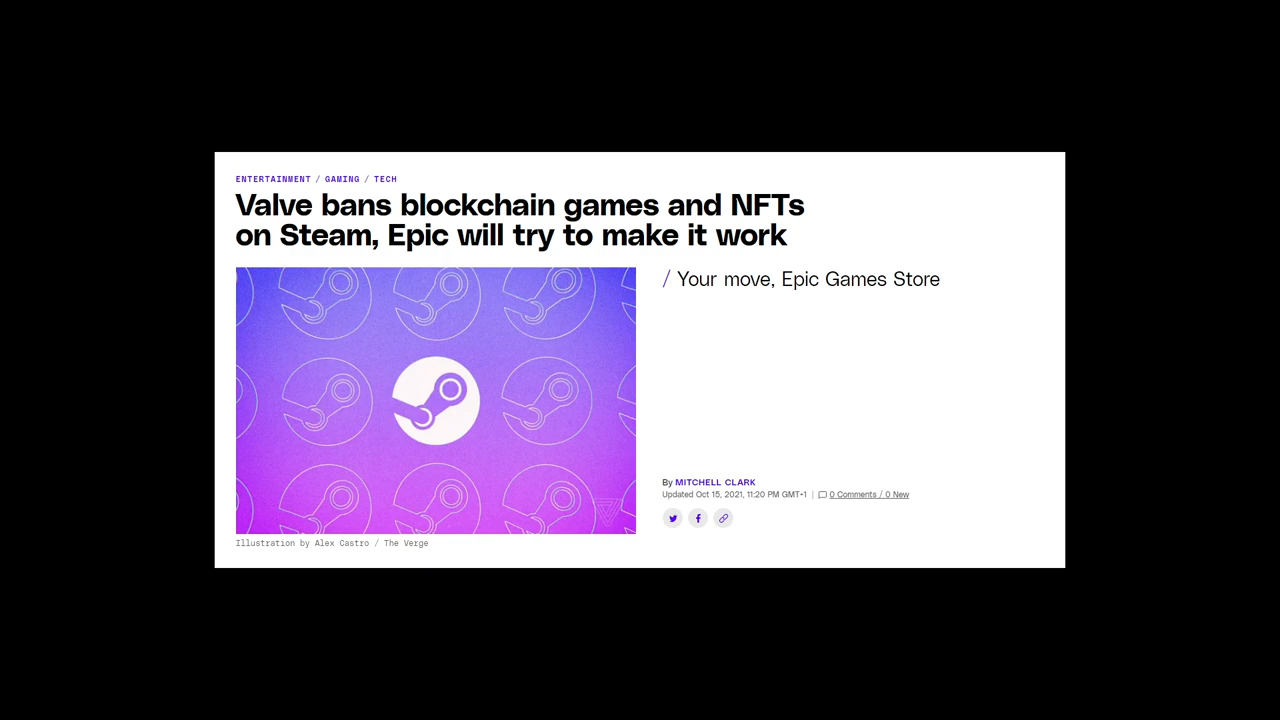 ENTERTAINMENT / GAMING / TECH
Valve bans blockchain games and NFTs
on Steam, Epic will try to make it work
/ Your move, Epic Games Store
By MITCHELL CLARK
Updated Oct 15, 2021, 11:20 PM GMT+1 | 0 Comments / 0 New
Illustration by Alex Castro / The Verge